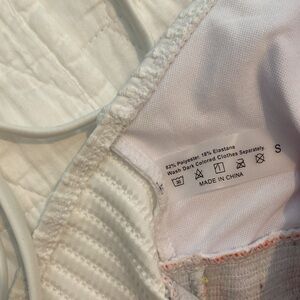 82% Polyester, 18% Elastane
Wash Dark Colored Clothes Separately
S
MADE IN CHINA